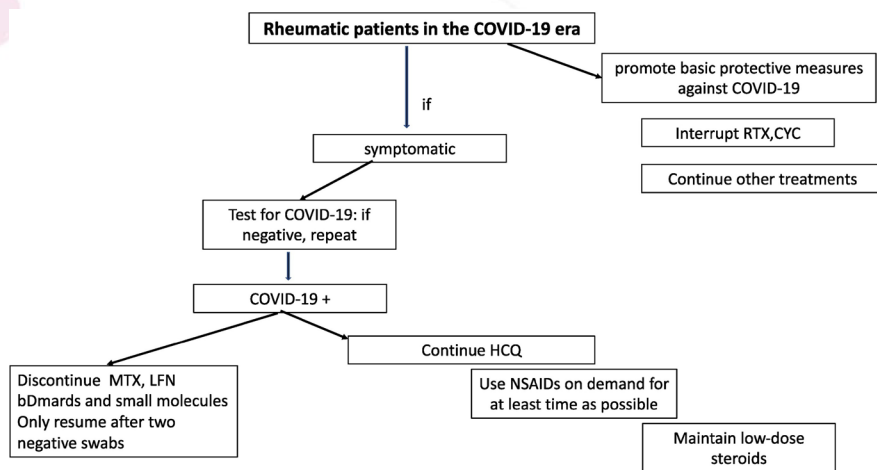 Rheumatic patients in the COVID-19 era
promote basic protective measures
against COVID-19
if
Interrupt RTX,CYC
symptomatic
Continue other treatments
Test for COVID-19: if
negative, repeat
COVID-19 +
Continue HCQ
Discontinue MTX, LFN
bDmards and small molecules
Only resume after two
negative swabs
Use NSAIDs on demand for
at least time as possible
Maintain low-dose
steroids